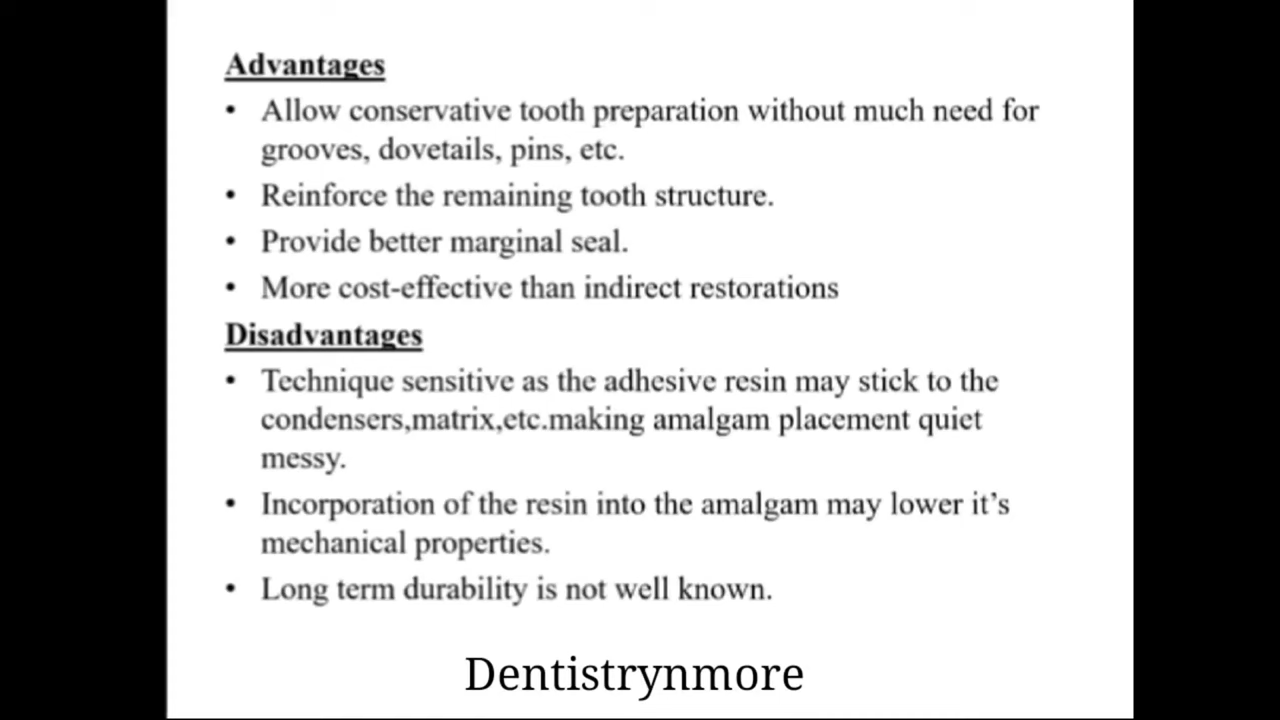 Advantages
• Allow conservative tooth preparation without much need for
grooves, dovetails, pins, etc.
• Reinforce the remaining tooth structure.
• Provide better marginal seal.
• More cost-effective than indirect restorations
Disadvantages
• Technique sensitive as the adhesive resin may stick to the
condensers,matrix,etc.making amalgam placement quiet
messy.
• Incorporation of the resin into the amalgam may lower it’s
mechanical properties.
• Long term durability is not well known.
Dentistrynmore